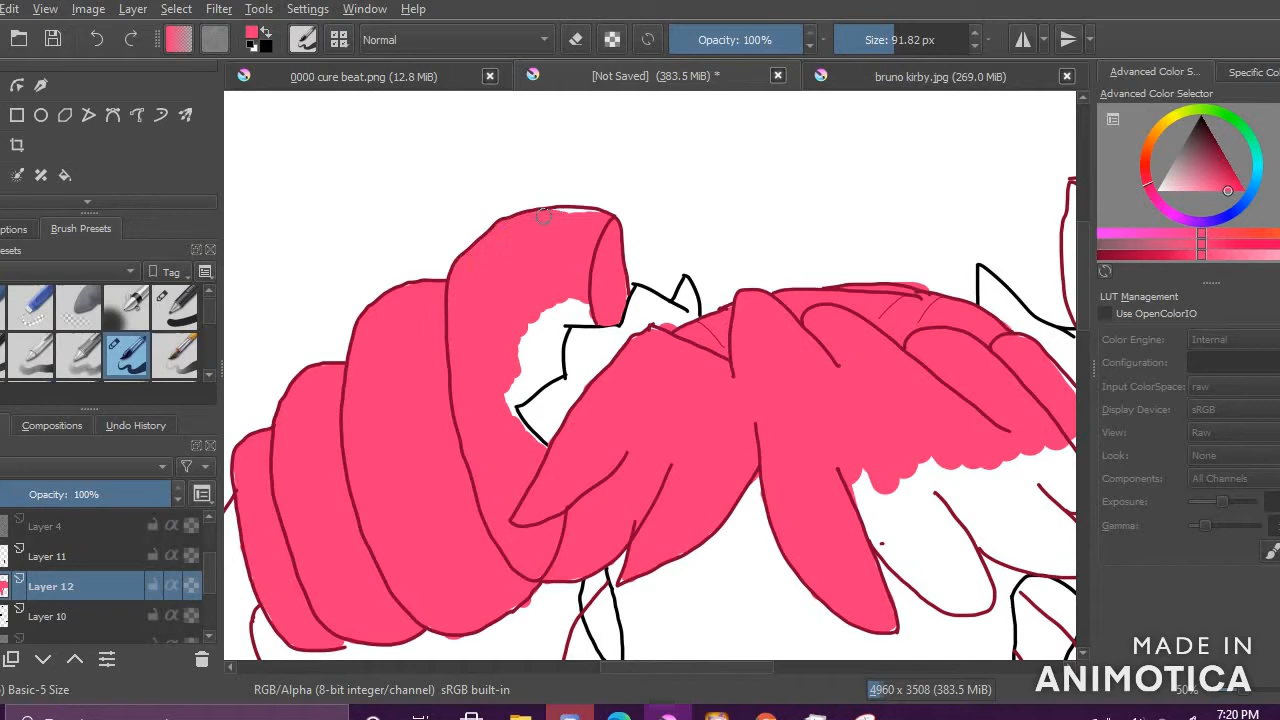 Edit View Image Layer Select Filter Tools Settings Window Help
Normal Opacity: 100% Size: 91.82 px
0000 cure beat.png (12.8 MiB) [Not Saved] (383.5 MiB) * bruno kirby.jpg (269.0 MiB)
Advanced Color S... Specific Co
Advanced Color Selector
ptions Brush Presets
esets
Tag
LUT Management
Use OpenColorIO
Color Engine: Internal
Configuration:
Input ColorSpace: raw
Display Device: sRGB
View: Raw
Look: None
Components: All Channels
Exposure:
Gamma:
Compositions Undo History
Opacity: 100%
Layer 4
Layer 11
Layer 12
Layer 10
) Basic-5 Size
RGB/Alpha (8-bit integer/channel) sRGB built-in
4960 x 3508 (383.5 MiB)
50%
MADE IN
ANIMOTICA
7:20 PM